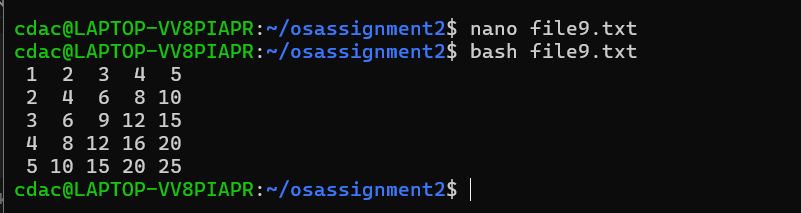 cdac@LAPTOP-VV8PIAPR:~/osassignment2$ nano file9.txt
cdac@LAPTOP-VV8PIAPR:~/osassignment2$ bash file9.txt
 1  2  3  4  5
 2  4  6  8 10
 3  6  9 12 15
 4  8 12 16 20
 5 10 15 20 25
cdac@LAPTOP-VV8PIAPR:~/osassignment2$